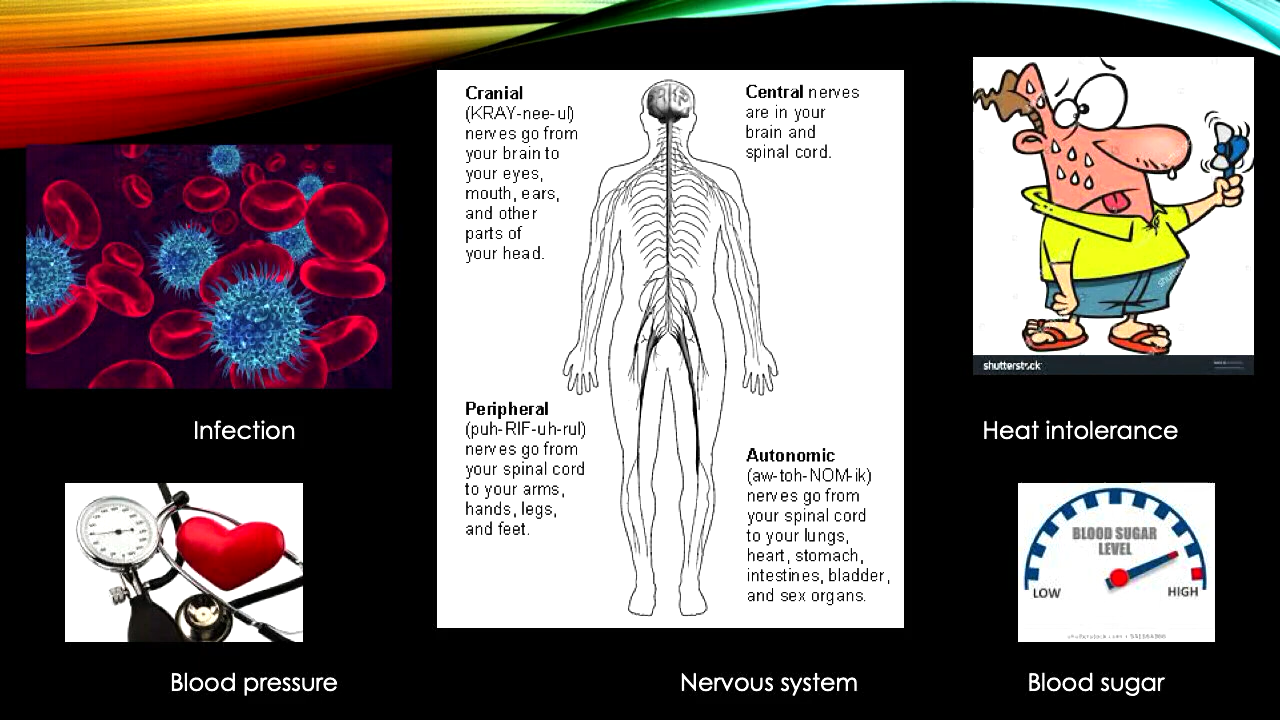 Cranial
(KRAY-nee-ul)
nerves go from
your brain to
your eyes,
mouth, ears,
and other
parts of
your head.
Central nerves
are in your
brain and
spinal cord.
Peripheral
(puh-RIF-uh-rul)
nerves go from
your spinal cord
to your arms,
hands, legs,
and feet.
Autonomic
(aw-toh-NOM-ik)
nerves go from
your spinal cord
to your lungs,
heart, stomach,
intestines, bladder,
and sex organs.
shutterstock
Infection
Heat intolerance
BLOOD SUGAR
LEVEL
LOW
HIGH
Blood pressure
Nervous system
Blood sugar